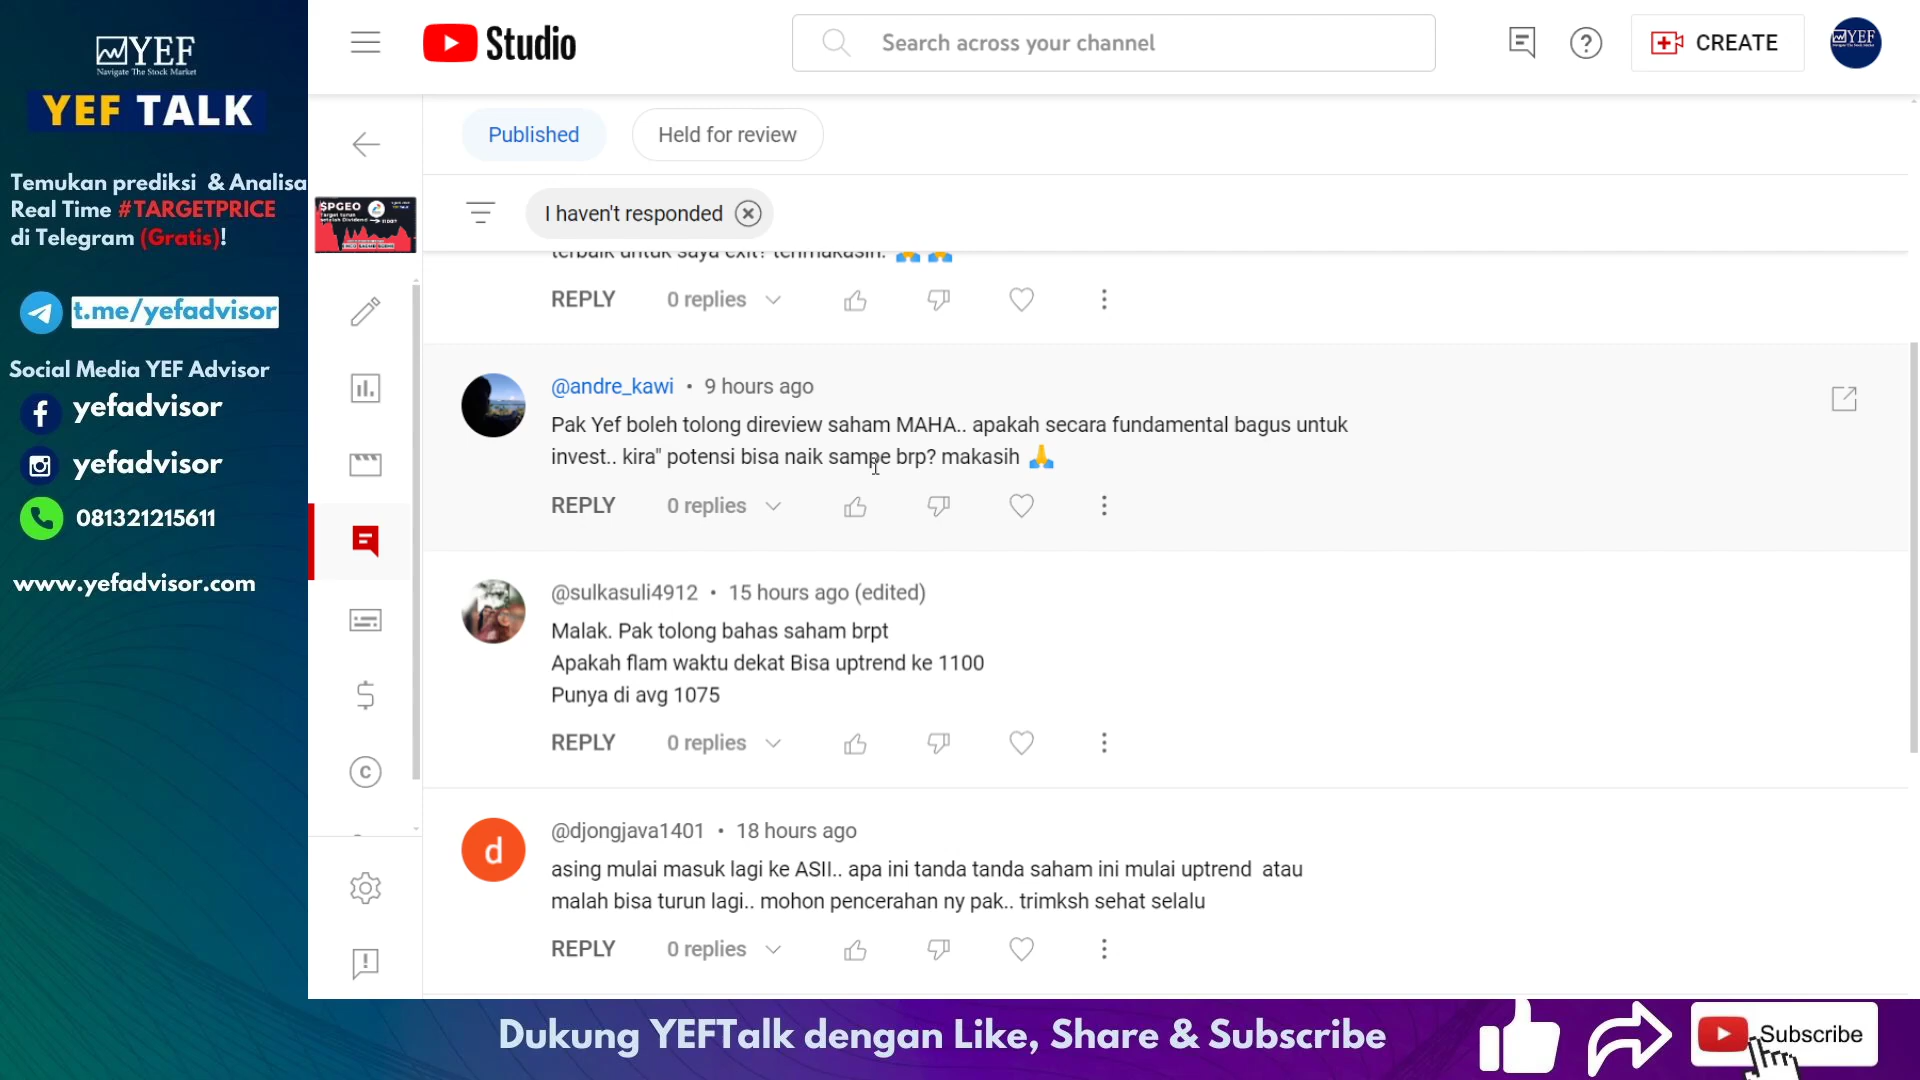 YEF
Navigate The Stock Market
YEF TALK
Temukan prediksi & Analisa
Real Time #TARGETPRICE
di Telegram (Gratis)!
t.me/yefadvisor
Social Media YEF Advisor
yefadvisor
yefadvisor
081321215611
www.yefadvisor.com
Studio
Search across your channel
CREATE
YEF
Published
Held for review
$PGEO
I haven't responded
terbaik untuk saya exit? terimakasih.
REPLY 0 replies
@andre_kawi • 9 hours ago
Pak Yef boleh tolong direview saham MAHA.. apakah secara fundamental bagus untuk
invest.. kira" potensi bisa naik sampe brp? makasih 🙏
REPLY 0 replies
@sulkasuli4912 • 15 hours ago (edited)
Malak. Pak tolong bahas saham brpt
Apakah flam waktu dekat Bisa uptrend ke 1100
Punya di avg 1075
REPLY 0 replies
d
@djongjava1401 • 18 hours ago
asing mulai masuk lagi ke ASII.. apa ini tanda tanda saham ini mulai uptrend atau
malah bisa turun lagi.. mohon pencerahan ny pak.. trimksh sehat selalu
REPLY 0 replies
Dukung YEFTalk dengan Like, Share & Subscribe
Subscribe